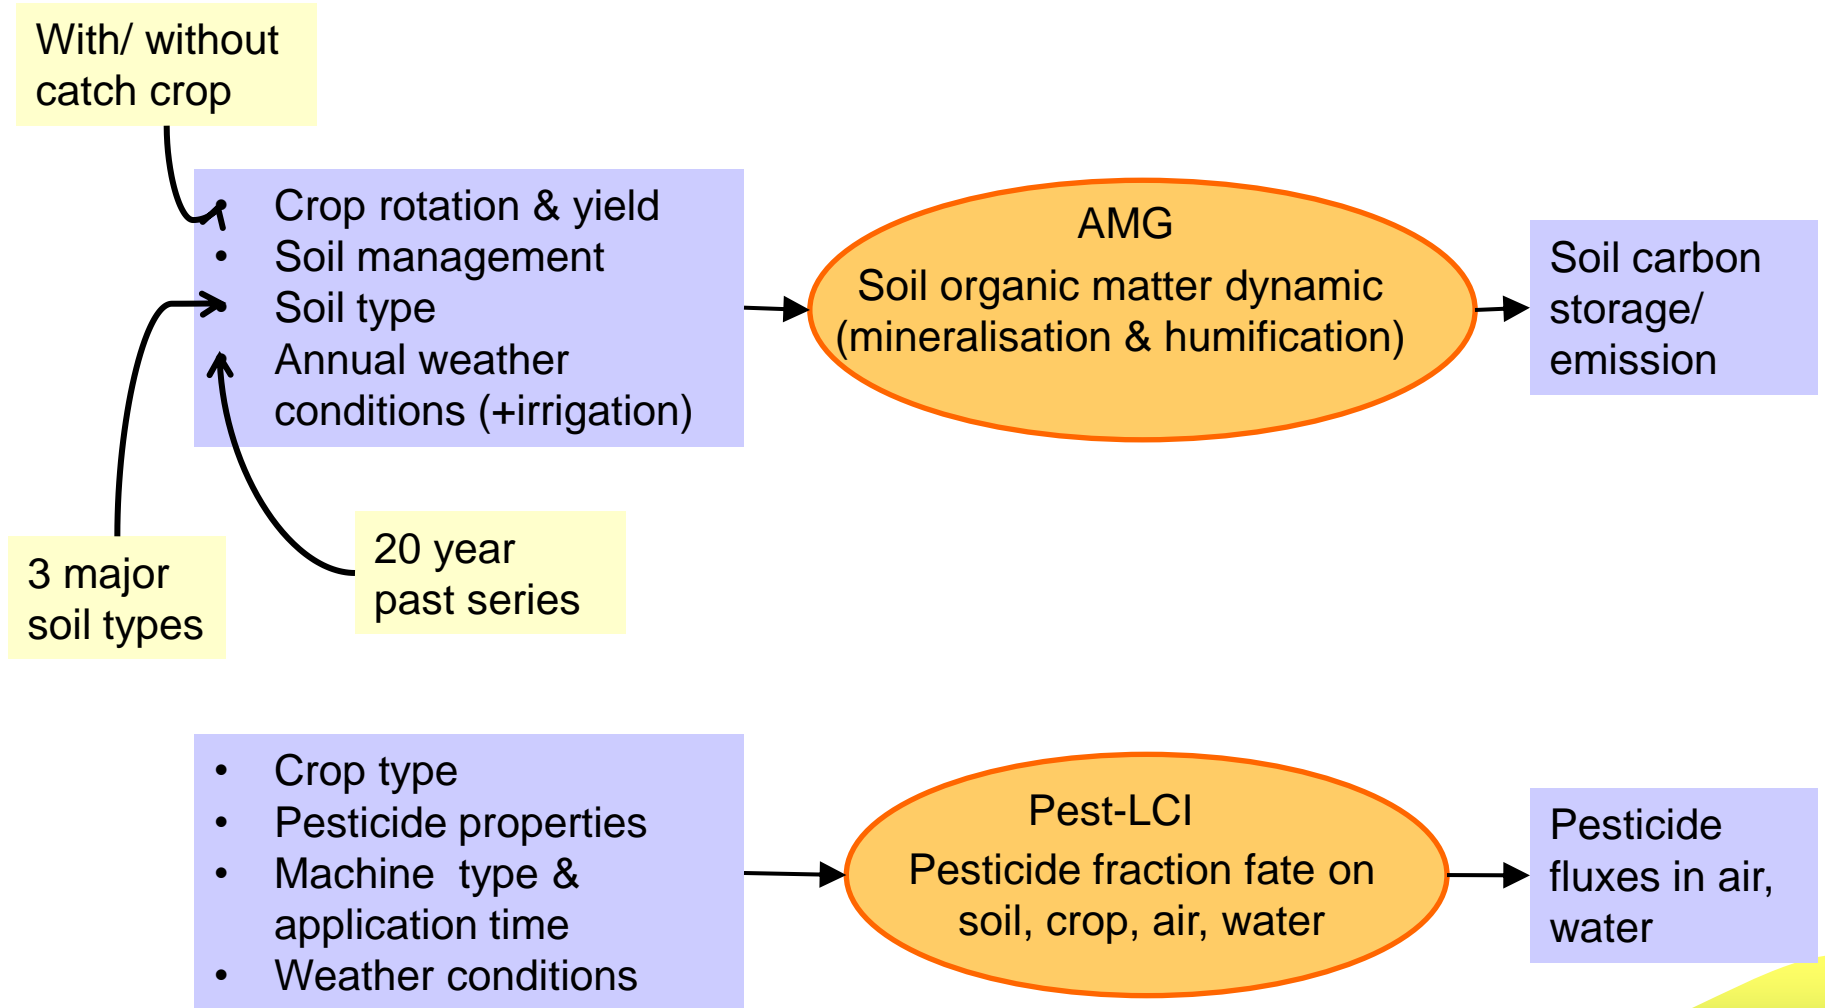 With/ without
catch crop
• Crop rotation & yield
• Soil management
• Soil type
• Annual weather
conditions (+irrigation)
AMG
Soil organic matter dynamic
(mineralisation & humification)
Soil carbon
storage/
emission
3 major
soil types
20 year
past series
• Crop type
• Pesticide properties
• Machine type &
application time
• Weather conditions
Pest-LCI
Pesticide fraction fate on
soil, crop, air, water
Pesticide
fluxes in air,
water